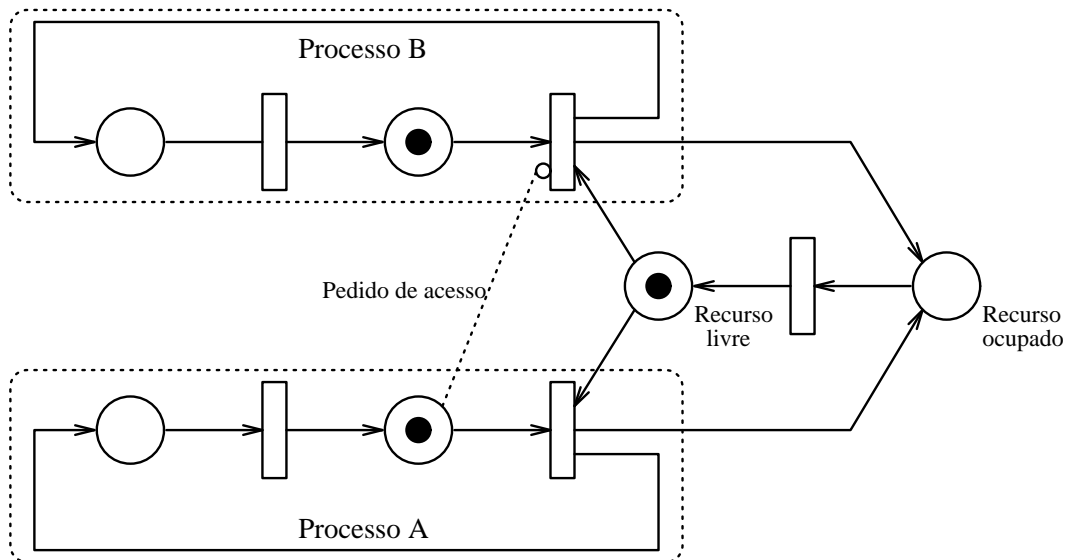 Processo B
Pedido de acesso
Recurso
livre
Recurso
ocupado
Processo A